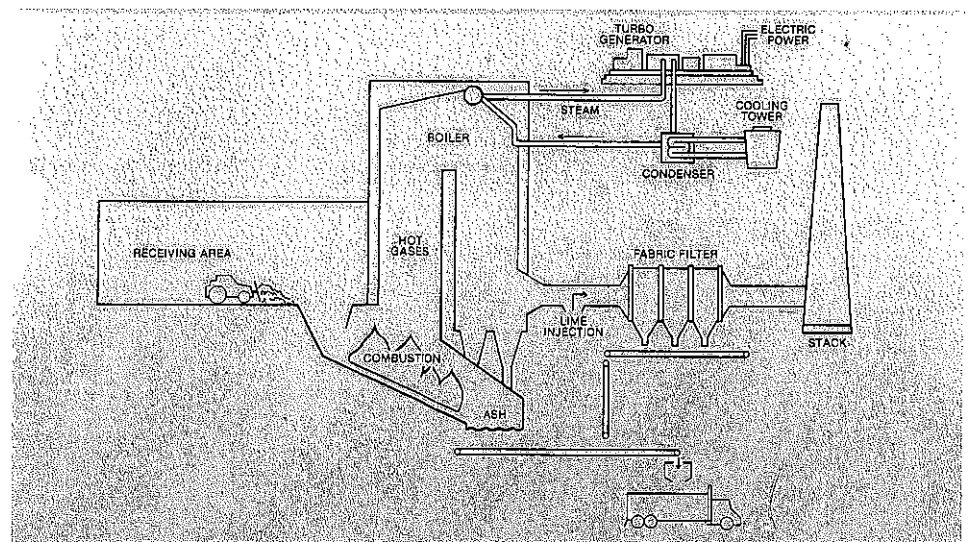 TURBO
GENERATOR
ELECTRIC
POWER
STEAM
COOLING
TOWER
BOILER
CONDENSER
RECEIVING AREA
HOT
GASES
FABRIC FILTER
LIME
INJECTION
STACK
COMBUSTION
ASH